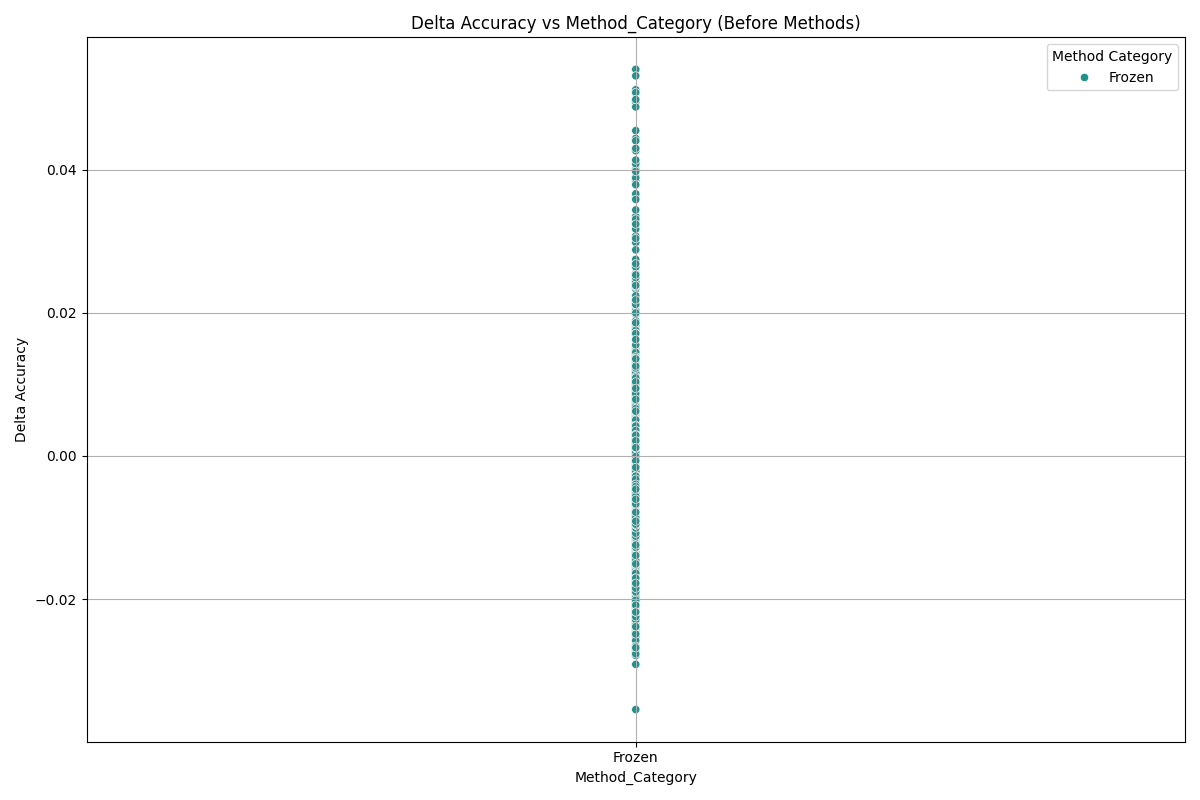 Delta Accuracy vs Method_Category (Before Methods)
Method Category
Frozen
0.04
0.02
0.00
−0.02
Delta Accuracy
Frozen
Method_Category